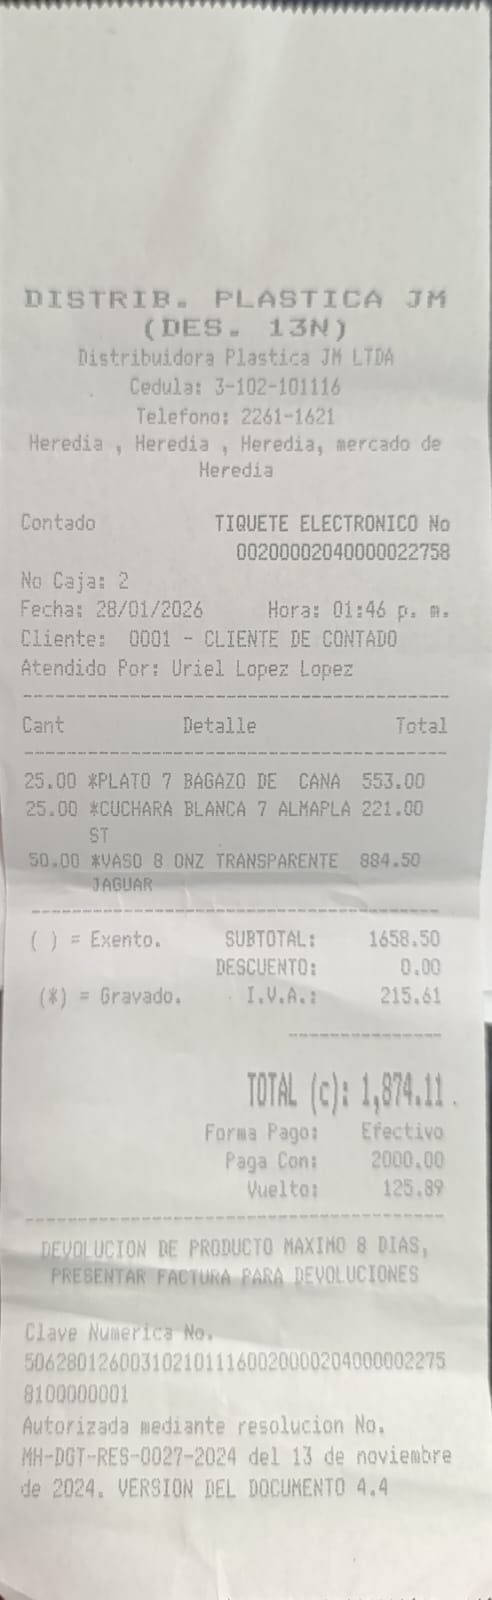 DISTRIB. PLASTICA JM
(DES. 13N)
Distribuidora Plastica JM LTDA
Cedula: 3-102-101116
Telefono: 2261-1621
Heredia , Heredia , Heredia, mercado de
Heredia
Contado TIQUETE ELECTRONICO No
00200002040000022758
No Caja: 2
Fecha: 28/01/2026 Hora: 01:46 p. m.
Cliente: 0001 - CLIENTE DE CONTADO
Atendido Por: Uriel Lopez Lopez
Cant Detalle Total
25.00 *PLATO 7 BAGAZO DE CANA 553.00
25.00 *CUCHARA BLANCA 7 ALMAPLA 221.00
ST
50.00 *VASO 8 ONZ TRANSPARENTE 884.50
JAGUAR
( ) = Exento. SUBTOTAL: 1658.50
DESCUENTO: 0.00
(*) = Gravado. I.V.A.: 215.61
TOTAL (c): 1,874.11
Forma Pago: Efectivo
Paga Con: 2000.00
Vuelto: 125.89
DEVOLUCION DE PRODUCTO MAXIMO 8 DIAS,
PRESENTAR FACTURA PARA DEVOLUCIONES
Clave Numerica No.
5062801260031021011160020000204000002275
8100000001
Autorizada mediante resolucion No.
MH-DGT-RES-0027-2024 del 13 de noviembre
de 2024. VERSION DEL DOCUMENTO 4.4